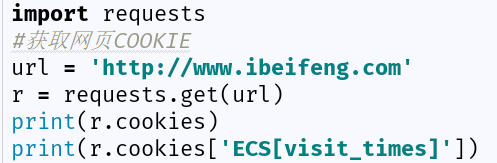 import requests
#获取网页COOKIE
url = 'http://www.ibeifeng.com'
r = requests.get(url)
print(r.cookies)
print(r.cookies['ECS[visit_times]'])